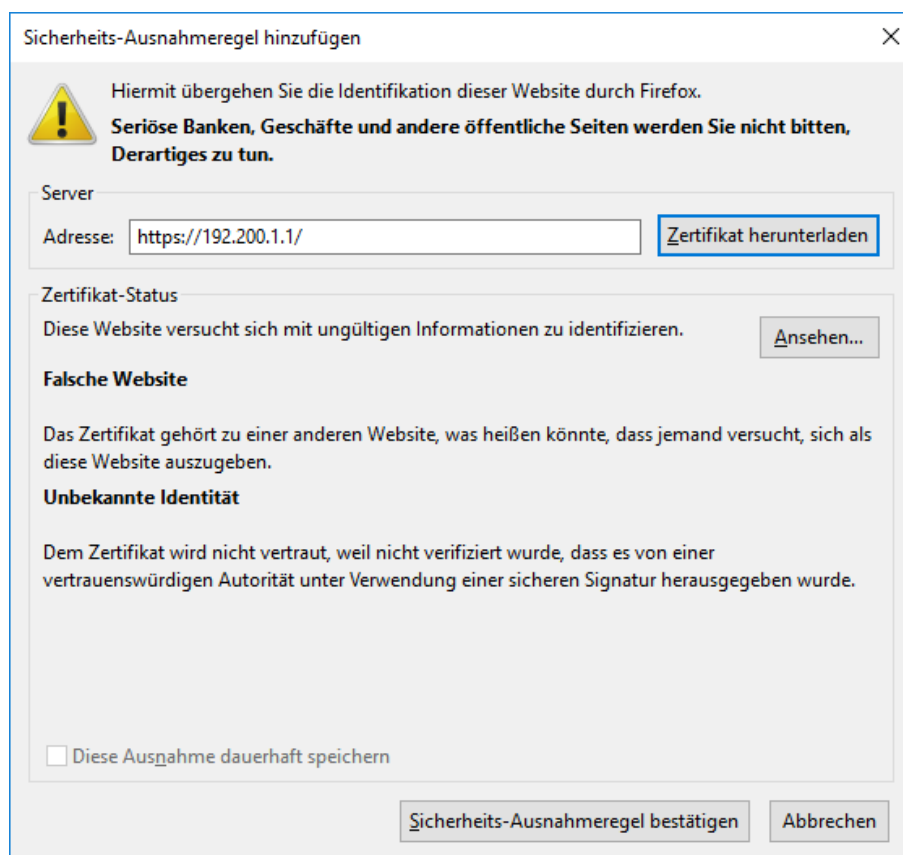 Sicherheits-Ausnahmeregel hinzufügen
Hiermit übergehen Sie die Identifikation dieser Website durch Firefox.
Seriöse Banken, Geschäfte und andere öffentliche Seiten werden Sie nicht bitten,
Derartiges zu tun.
Server
Adresse: https://192.200.1.1/ Zertifikat herunterladen
Zertifikat-Status
Diese Website versucht sich mit ungültigen Informationen zu identifizieren.
Ansehen...
Falsche Website
Das Zertifikat gehört zu einer anderen Website, was heißen könnte, dass jemand versucht, sich als
diese Website auszugeben.
Unbekannte Identität
Dem Zertifikat wird nicht vertraut, weil nicht verifiziert wurde, dass es von einer
vertrauenswürdigen Autorität unter Verwendung einer sicheren Signatur herausgegeben wurde.
Diese Ausnahme dauerhaft speichern
Sicherheits-Ausnahmeregel bestätigen Abbrechen